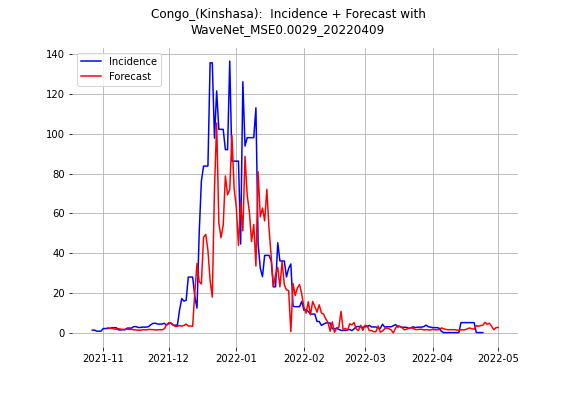 Congo_(Kinshasa):  Incidence + Forecast with
WaveNet_MSE0.0029_20220409
Incidence
Forecast
140
120
100
80
60
40
20
0
2021-11 2021-12 2022-01 2022-02 2022-03 2022-04 2022-05